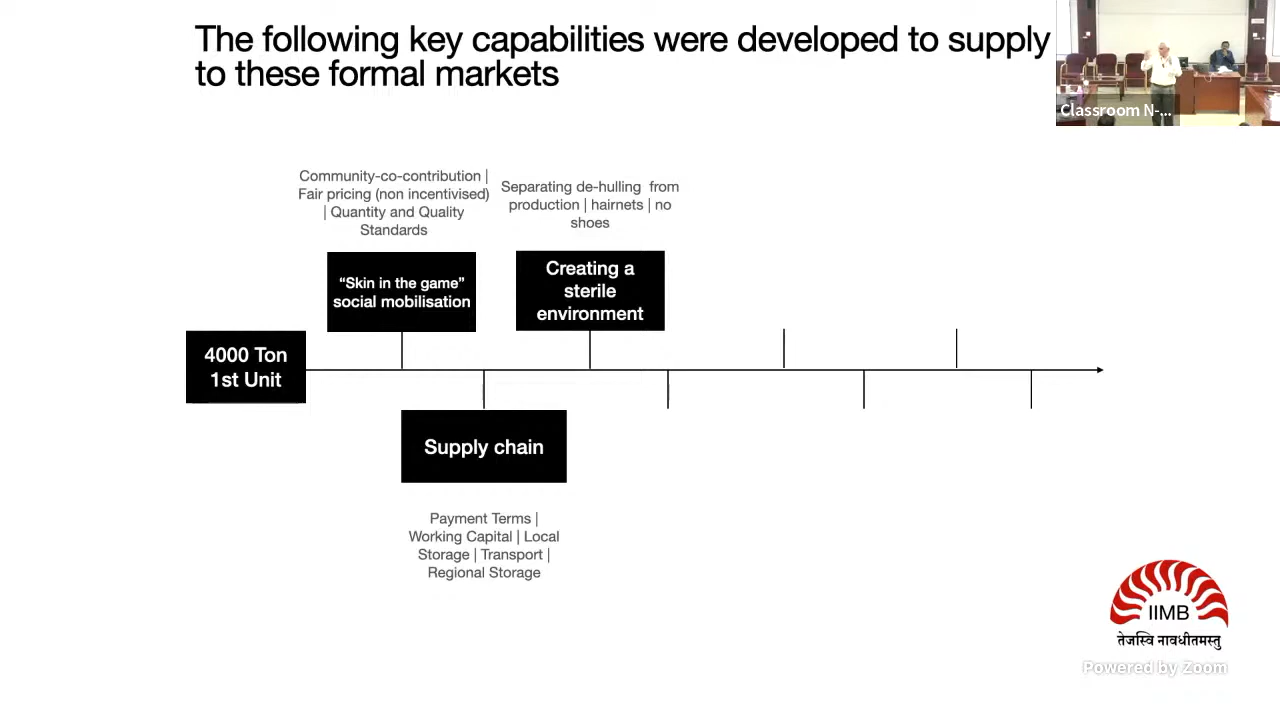 The following key capabilities were developed to supply
to these formal markets
Classroom N-...
Community-co-contribution |
Fair pricing (non incentivised)
| Quantity and Quality
Standards
Separating de-hulling from
production | hairnets | no
shoes
“Skin in the game”
social mobilisation
Creating a
sterile
environment
4000 Ton
1st Unit
Supply chain
Payment Terms |
Working Capital | Local
Storage | Transport |
Regional Storage
IIMB
तेजस्वि नावधीतमस्तु
Powered by Zoom